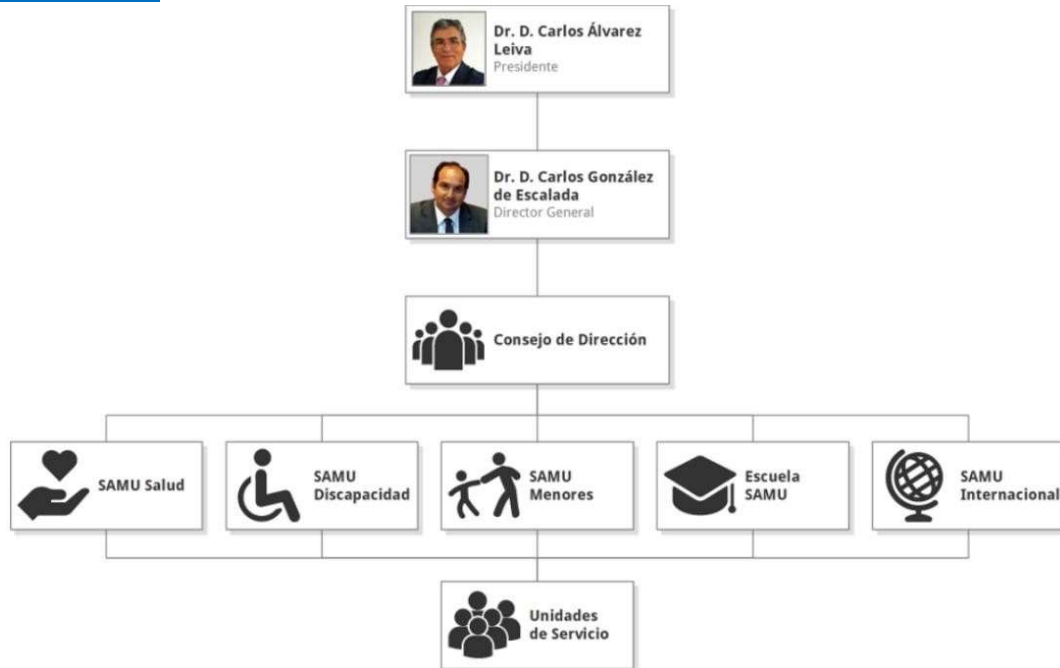 Dr. D. Carlos Álvarez
Leiva
Presidente
Dr. D. Carlos González
de Escalada
Director General
Consejo de Dirección
SAMU Salud
SAMU
Discapacidad
SAMU
Menores
Escuela
SAMU
SAMU
Internacional
Unidades
de Servicio